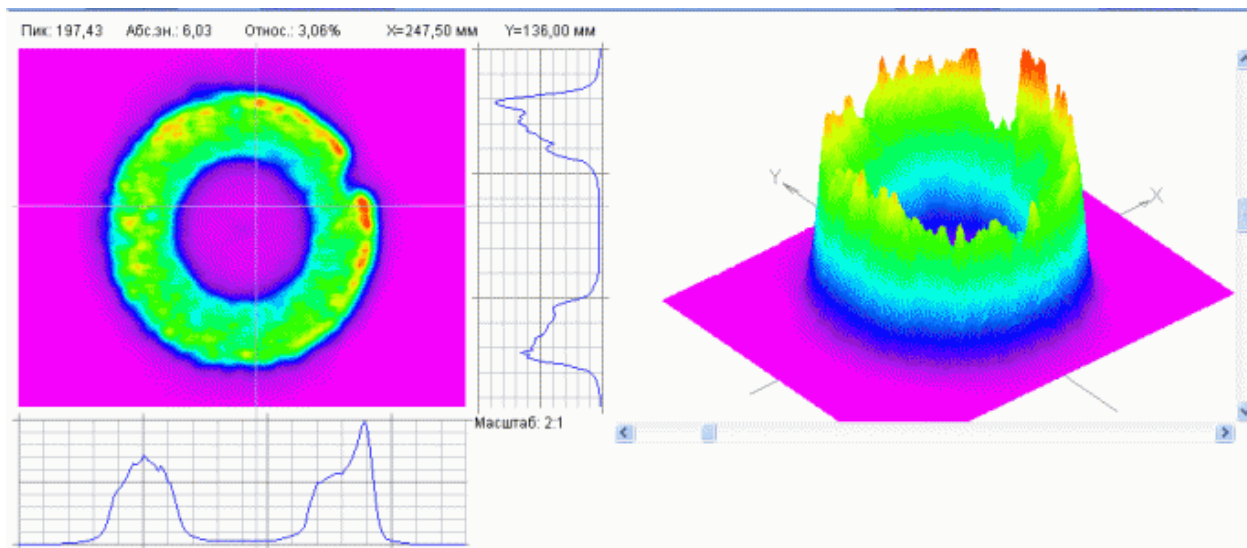 Пик: 197,43 Абс.зн.: 6,03 Относ.: 3,06% X=247,50 мм Y=136,00 мм
Y
X
Масштаб: 2:1